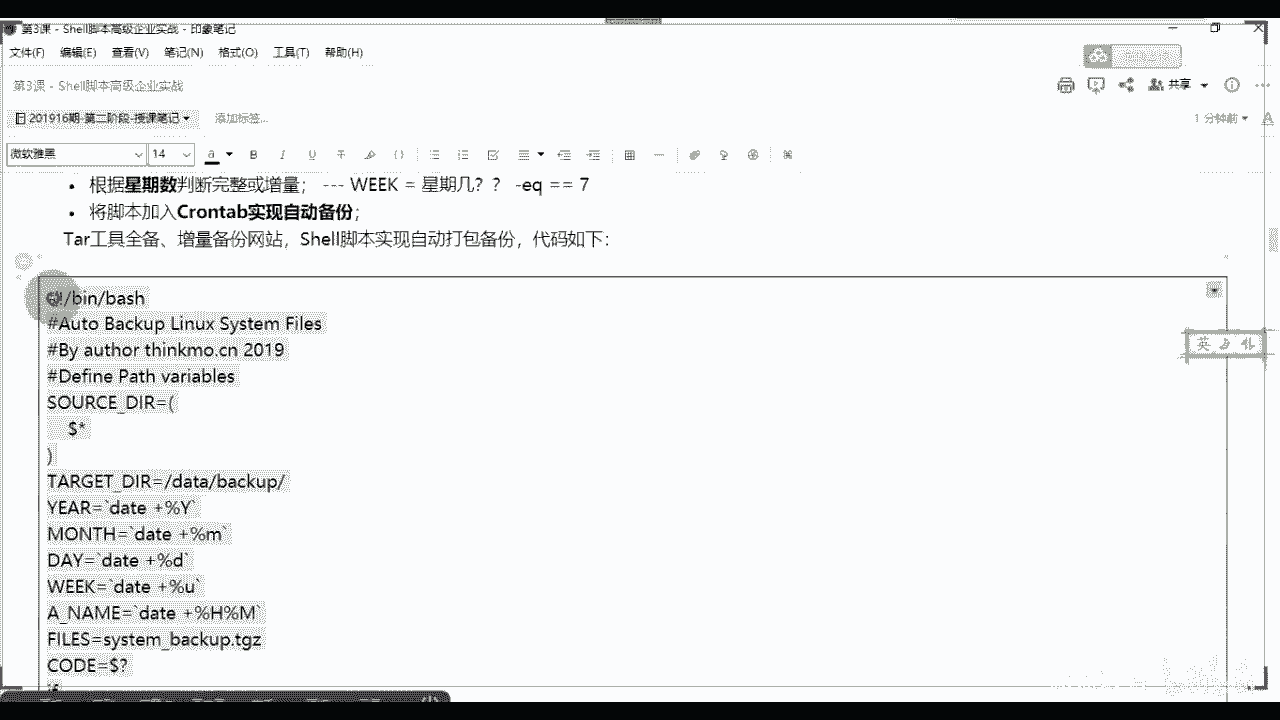 第3课 - Shell脚本高级企业实战 - 印象笔记
文件(F) 编辑(E) 查看(V) 笔记(N) 格式(O) 工具(T) 帮助(H)
第3课 - Shell脚本高级企业实战
共享
201916期-第二阶段-授课笔记
添加标签...
1 分钟前
微软雅黑 14
根据星期数判断完整或增量； --- WEEK = 星期几？？ -eq == 7
将脚本加入Crontab实现自动备份；
Tar工具全备、增量备份网站，Shell脚本实现自动打包备份，代码如下：
#!/bin/bash
#Auto Backup Linux System Files
#By author thinkmo.cn 2019
#Define Path variables
SOURCE_DIR=(
$*
)
TARGET_DIR=/data/backup/
YEAR=`date +%Y`
MONTH=`date +%m`
DAY=`date +%d`
WEEK=`date +%u`
A_NAME=`date +%H%M`
FILES=system_backup.tgz
CODE=$?
英